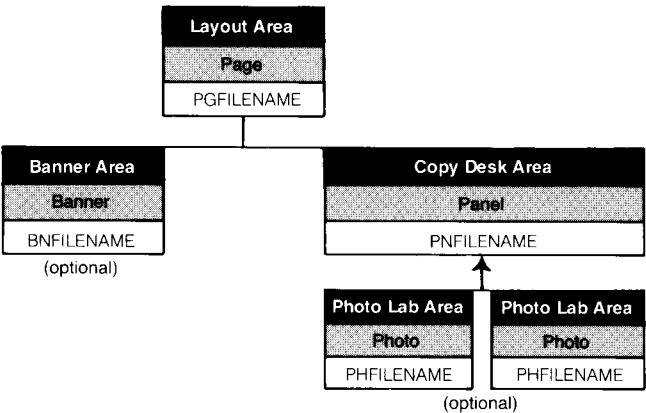 Layout Area
Page
PGFILENAME
Banner Area
Banner
BNFILENAME
(optional)
Copy Desk Area
Panel
PNFILENAME
Photo Lab Area
Photo
PHFILENAME
Photo Lab Area
Photo
PHFILENAME
(optional)